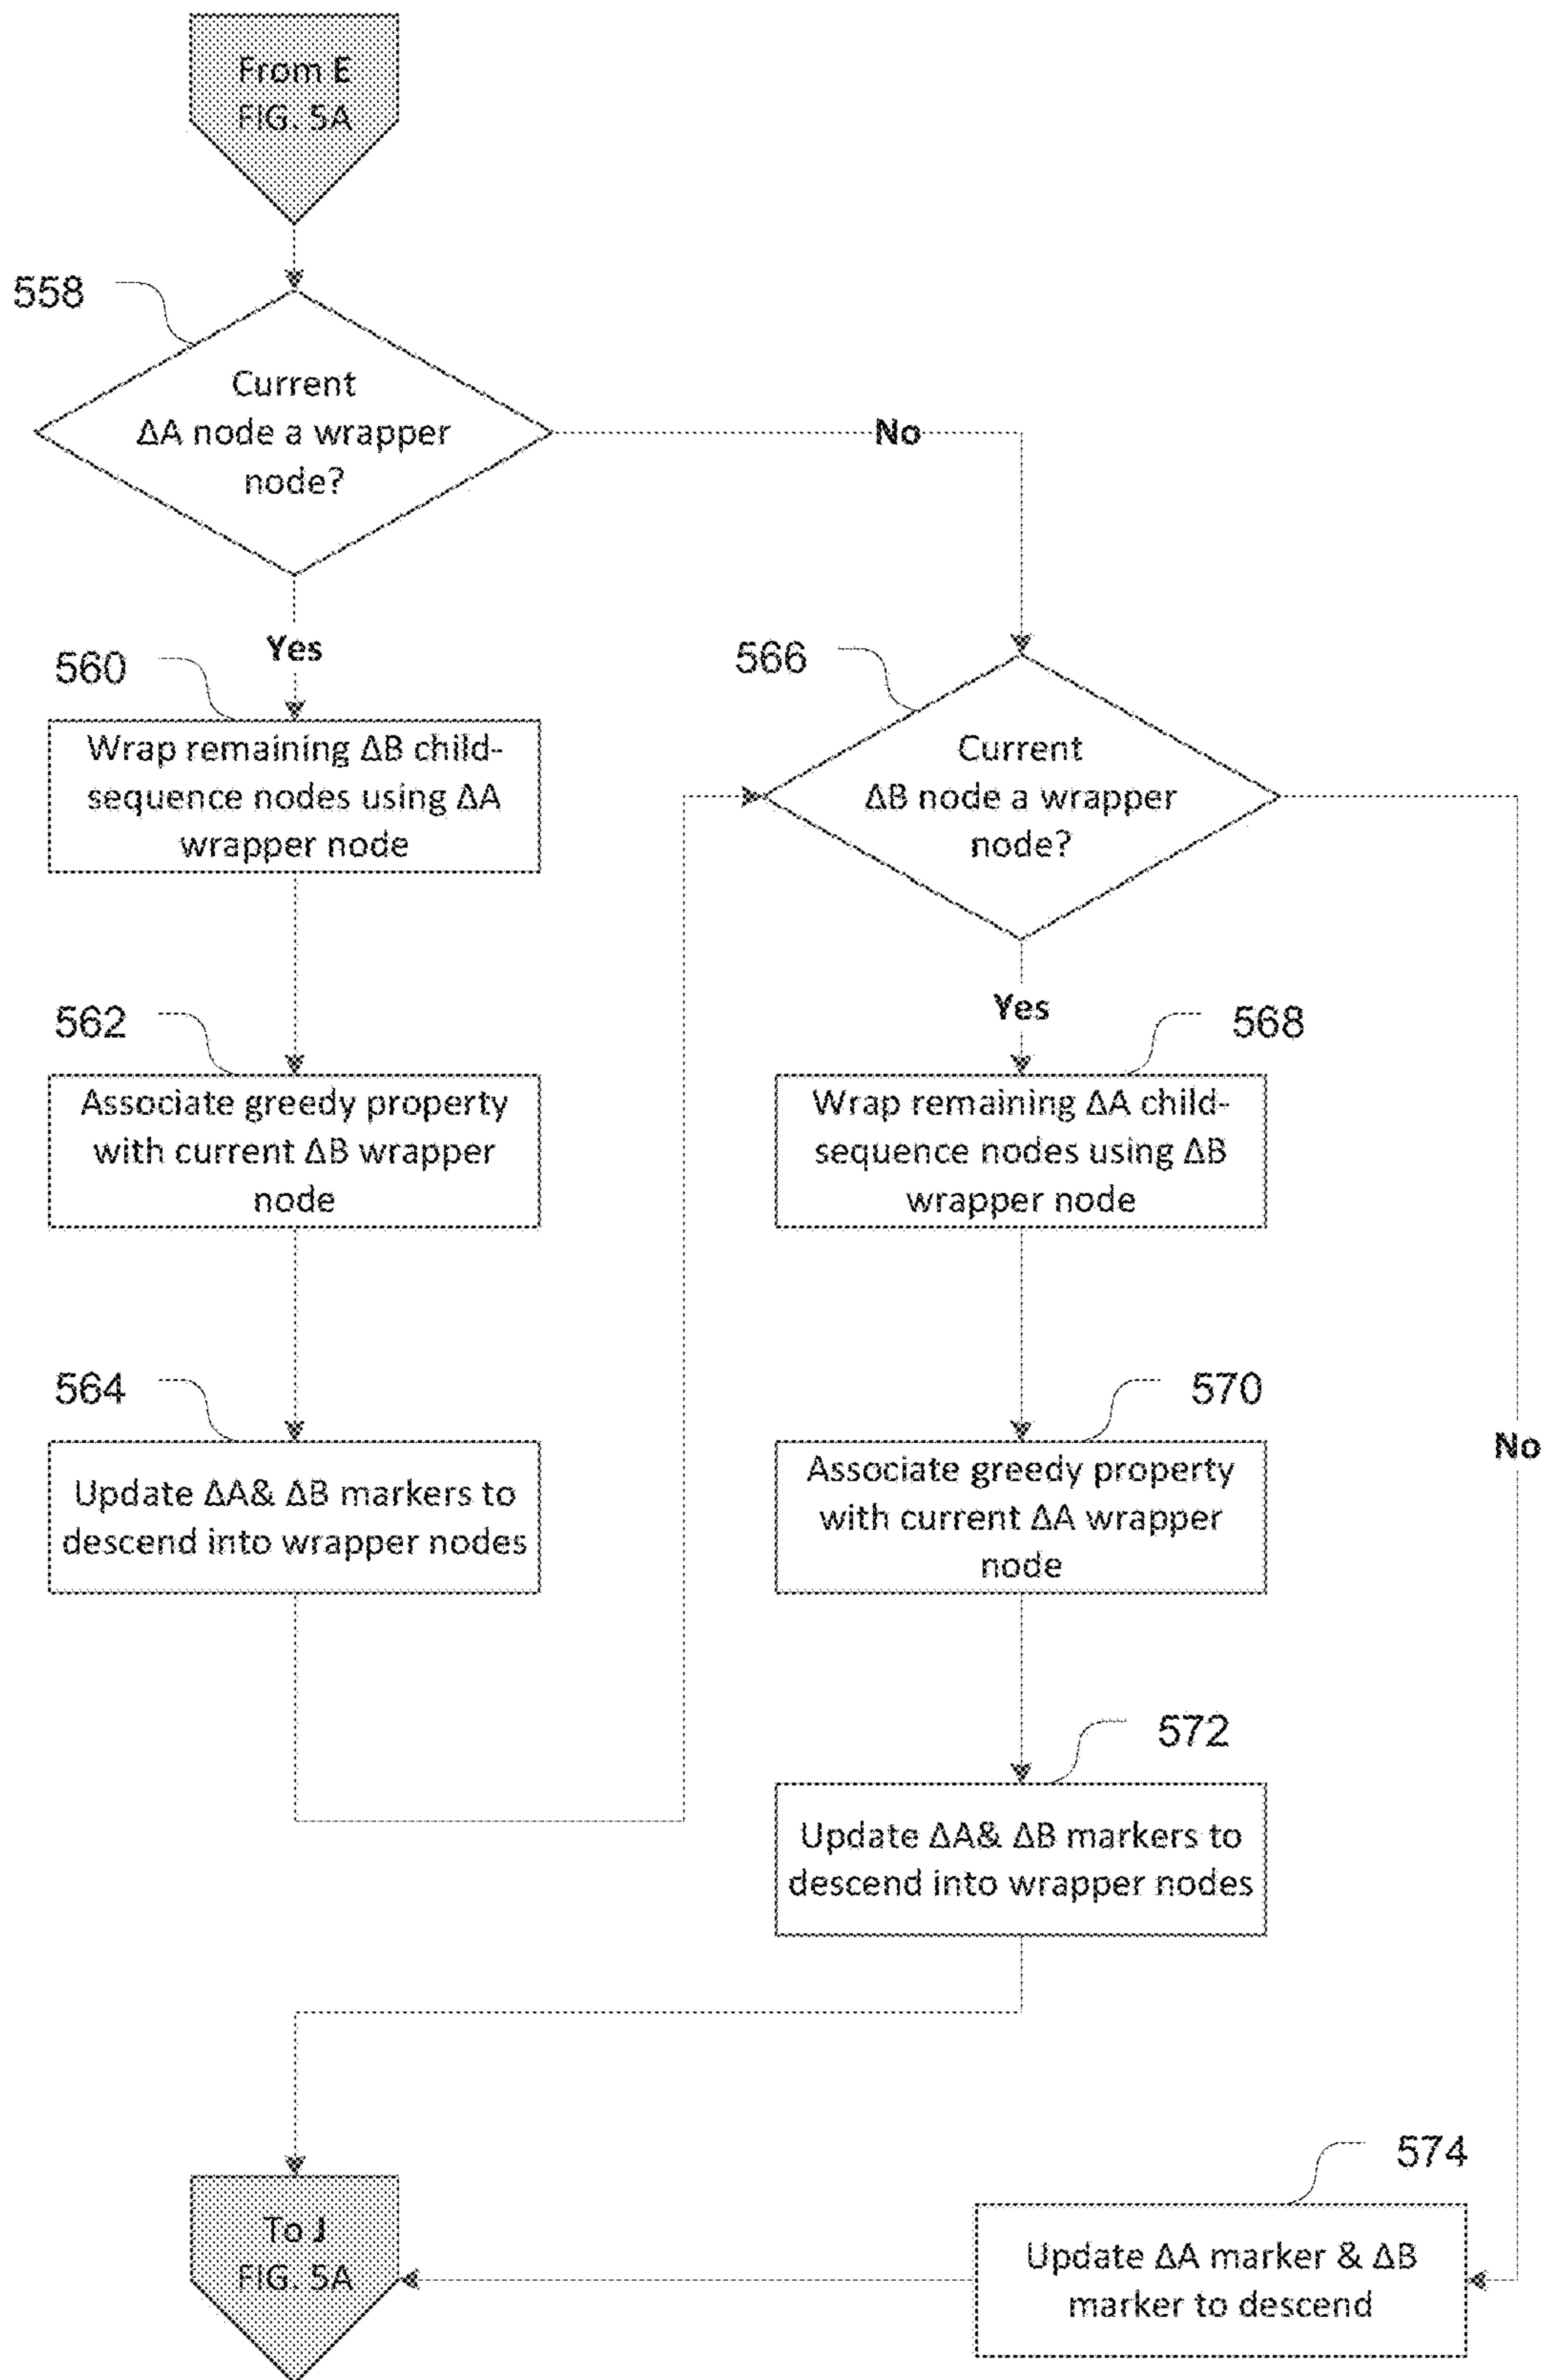 From E
FIG. 5A
558
Current
ΔA node a wrapper
node?
No
Yes
560
Wrap remaining ΔB child-
sequence nodes using ΔA
wrapper node
566
Current
ΔB node a wrapper
node?
562
Associate greedy property
with current ΔB wrapper
node
Yes
568
Wrap remaining ΔA child-
sequence nodes using ΔB
wrapper node
564
Update ΔA& ΔB markers to
descend into wrapper nodes
570
Associate greedy property
with current ΔA wrapper
node
No
572
Update ΔA& ΔB markers to
descend into wrapper nodes
574
Update ΔA marker & ΔB
marker to descend
To J
FIG. 5A